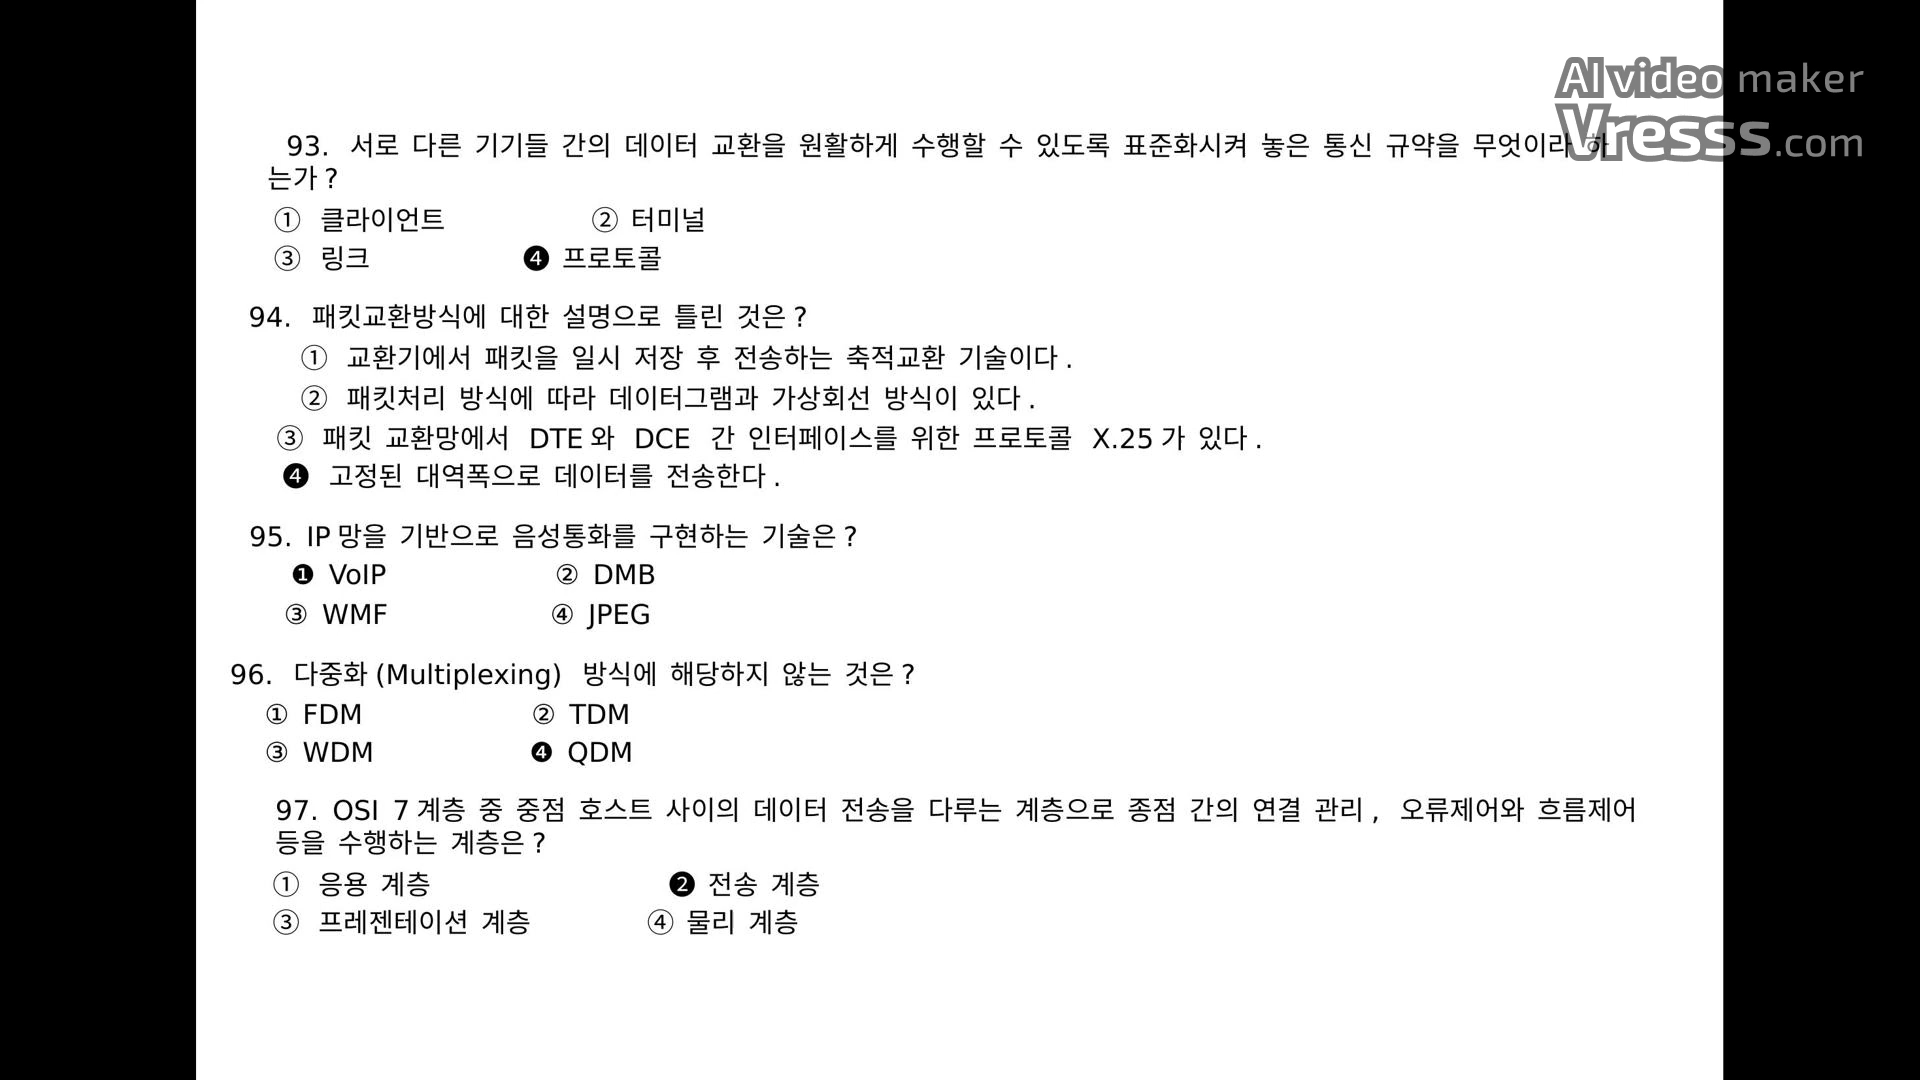 AI video maker
Vresss.com
93. 서로 다른 기기들 간의 데이터 교환을 원활하게 수행할 수 있도록 표준화시켜 놓은 통신 규약을 무엇이라 하
는가?
① 클라이언트 ② 터미널
③ 링크 ❹ 프로토콜
94. 패킷교환방식에 대한 설명으로 틀린 것은?
① 교환기에서 패킷을 일시 저장 후 전송하는 축적교환 기술이다.
② 패킷처리 방식에 따라 데이터그램과 가상회선 방식이 있다.
③ 패킷 교환망에서 DTE와 DCE 간 인터페이스를 위한 프로토콜 X.25가 있다.
❹ 고정된 대역폭으로 데이터를 전송한다.
95. IP망을 기반으로 음성통화를 구현하는 기술은?
❶ VoIP ② DMB
③ WMF ④ JPEG
96. 다중화(Multiplexing) 방식에 해당하지 않는 것은?
① FDM ② TDM
③ WDM ❹ QDM
97. OSI 7계층 중 중점 호스트 사이의 데이터 전송을 다루는 계층으로 종점 간의 연결 관리, 오류제어와 흐름제어
등을 수행하는 계층은?
① 응용 계층 ❷ 전송 계층
③ 프레젠테이션 계층 ④ 물리 계층